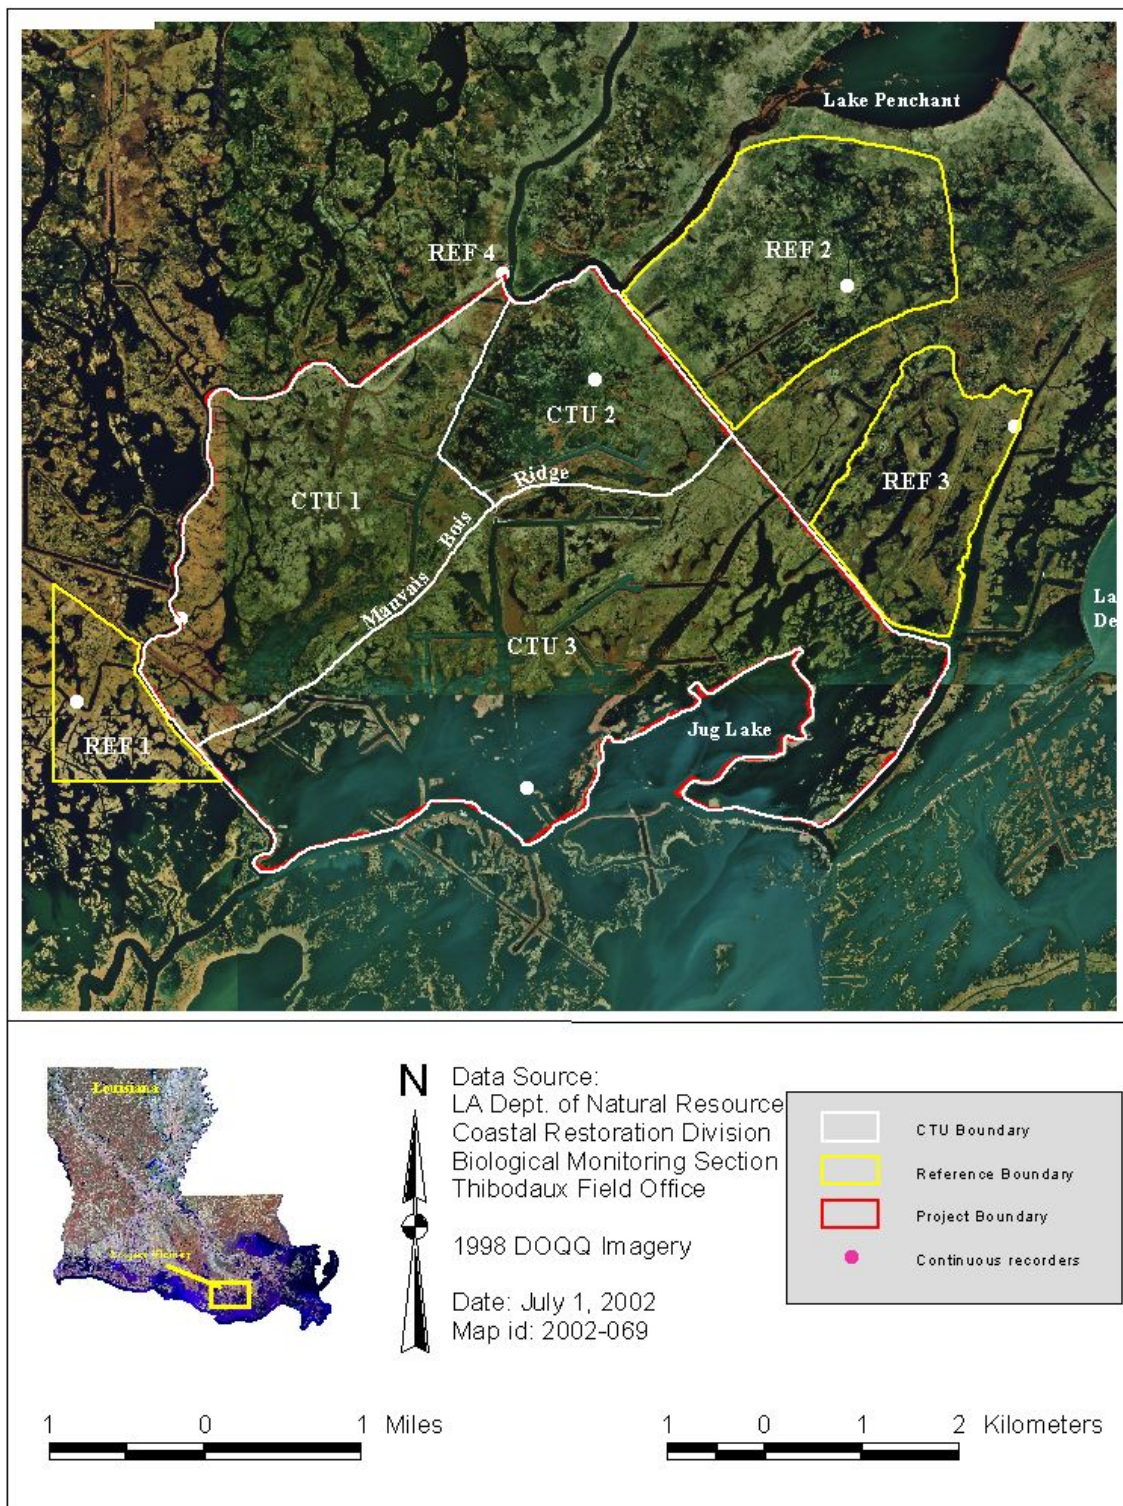 Lake Penchant
REF 4
REF 2
CTU 2
REF 3
CTU 1
Ridge
Bois
Mauvais
La
De
CTU 3
Jug Lake
REF 1
Louisiana
N
Data Source:
LA Dept. of Natural Resource
Coastal Restoration Division
Biological Monitoring Section
Thibodaux Field Office
1998 DOQQ Imagery
Date: July 1, 2002
Map id: 2002-069
CTU Boundary
Reference Boundary
Project Boundary
Continuous recorders
1 0 1 Miles
1 0 1 2 Kilometers